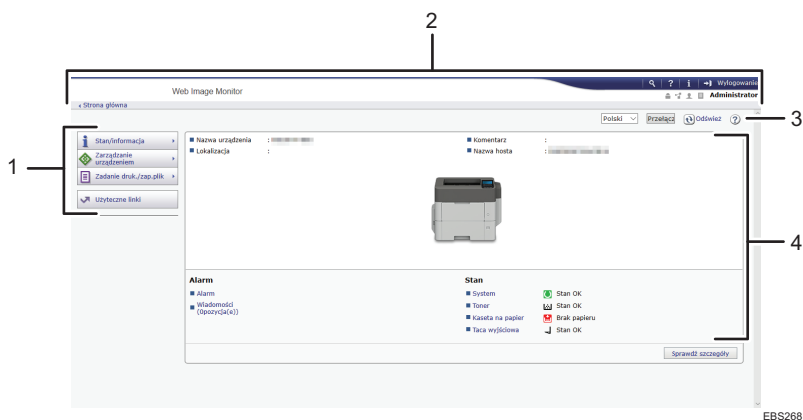 2
Wylogowanie
Web Image Monitor
Administrator
Strona główna
Polski
Przełącz
Odśwież
3
1
Stan/informacja
Zarządzanie
urządzeniem
Zadanie druk./zap.plik
Użyteczne linki
Nazwa urządzenia :
Lokalizacja :
Komentarz :
Nazwa hosta :
4
Alarm
Alarm
Wiadomości
(0pozycja(e))
Stan
System Stan OK
Toner Stan OK
Kaseta na papier Brak papieru
Taca wyjściowa Stan OK
Sprawdź szczegóły
EBS268